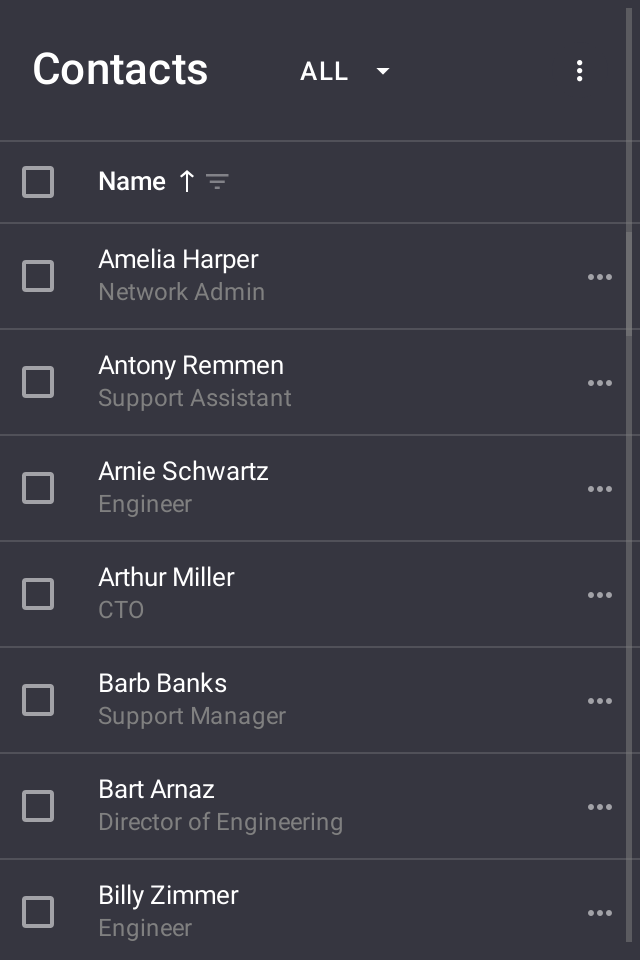 Contacts
ALL
Name
Amelia Harper
Network Admin
Antony Remmen
Support Assistant
Arnie Schwartz
Engineer
Arthur Miller
CTO
Barb Banks
Support Manager
Bart Arnaz
Director of Engineering
Billy Zimmer
Engineer